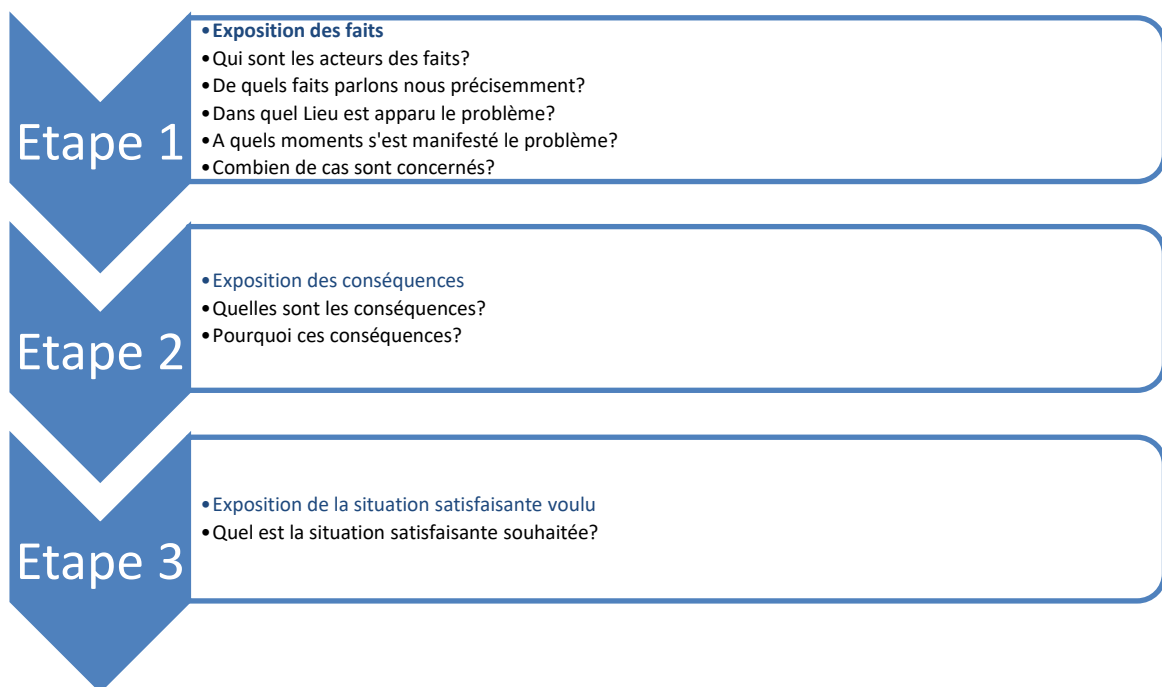 Etape 1
•Exposition des faits
•Qui sont les acteurs des faits?
•De quels faits parlons nous précisemment?
•Dans quel Lieu est apparu le problème?
•A quels moments s'est manifesté le problème?
•Combien de cas sont concernés?
Etape 2
•Exposition des conséquences
•Quelles sont les conséquences?
•Pourquoi ces conséquences?
Etape 3
•Exposition de la situation satisfaisante voulu
•Quel est la situation satisfaisante souhaitée?